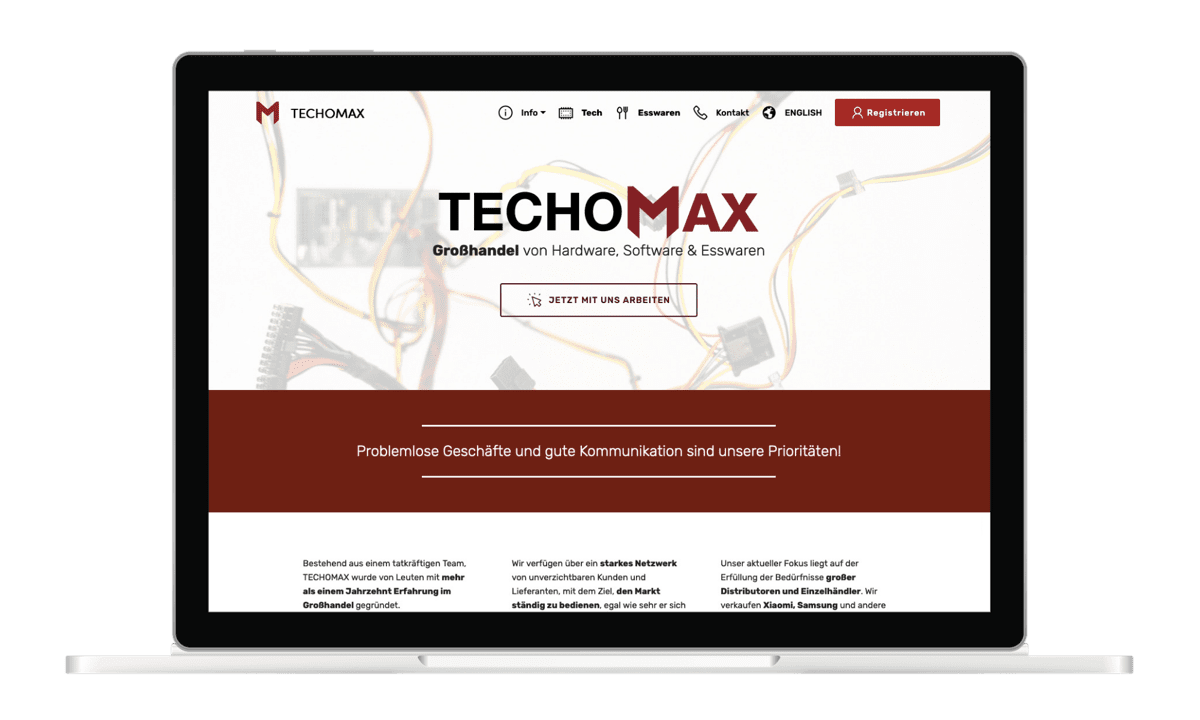 TECHOMAX
Info
Tech
Esswaren
Kontakt
ENGLISH
Registrieren
TECHOMAX
Großhandel von Hardware, Software & Esswaren
JETZT MIT UNS ARBEITEN
Problemlose Geschäfte und gute Kommunikation sind unsere Prioritäten!
Bestehend aus einem tatkräftigen Team,
TECHOMAX wurde von Leuten mit mehr
als einem Jahrzehnt Erfahrung im
Großhandel gegründet.
Wir verfügen über ein starkes Netzwerk
von unverzichtbaren Kunden und
Lieferanten, mit dem Ziel, den Markt
ständig zu bedienen, egal wie sehr er sich
Unser aktueller Fokus liegt auf der
Erfüllung der Bedürfnisse großer
Distributoren und Einzelhändler. Wir
verkaufen Xiaomi, Samsung und andere